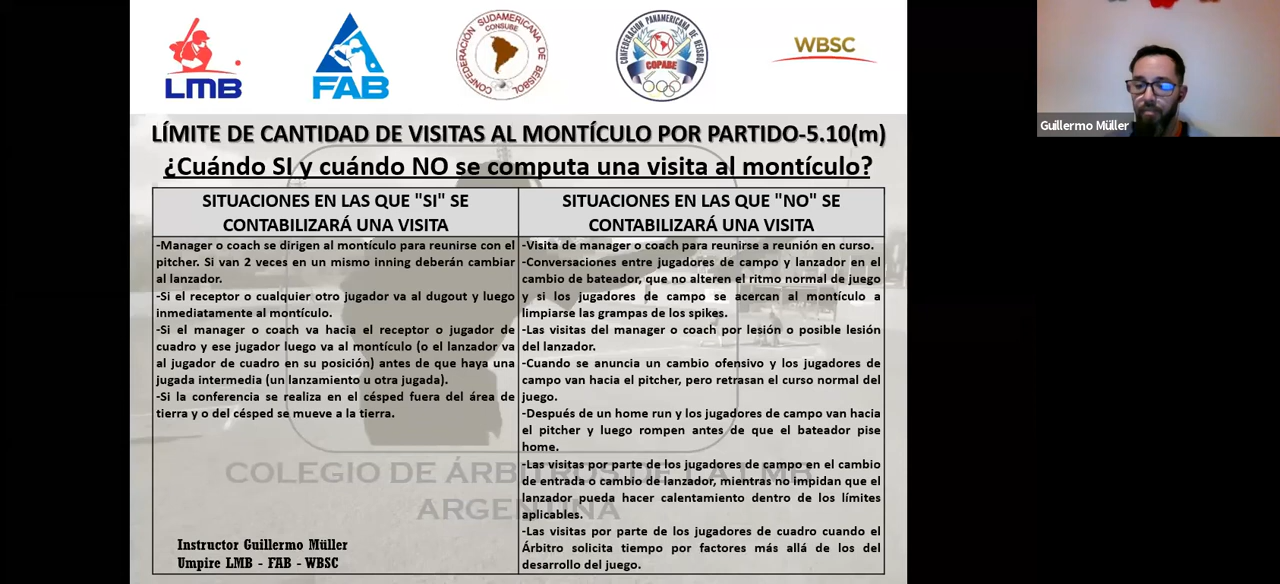 LMB
FAB
CONFEDERACIÓN SUDAMERICANA DE BÉISBOL
CONSUBE
CONFEDERACION PANAMERICANA DE BEISBOL
COPABE
WBSC
Guillermo Müller
LÍMITE DE CANTIDAD DE VISITAS AL MONTÍCULO POR PARTIDO-5.10(m)
¿Cuándo SI y cuándo NO se computa una visita al montículo?
SITUACIONES EN LAS QUE "SI" SE
CONTABILIZARÁ UNA VISITA
-Manager o coach se dirigen al montículo para reunirse con el
pitcher. Si van 2 veces en un mismo inning deberán cambiar
al lanzador.
-Si el receptor o cualquier otro jugador va al dugout y luego
inmediatamente al montículo.
-Si el manager o coach va hacia el receptor o jugador de
cuadro y ese jugador luego va al montículo (o el lanzador va
al jugador de cuadro en su posición) antes de que haya una
jugada intermedia (un lanzamiento u otra jugada).
-Si la conferencia se realiza en el césped fuera del área de
tierra y o del césped se mueve a la tierra.
SITUACIONES EN LAS QUE "NO" SE
CONTABILIZARÁ UNA VISITA
-Visita de manager o coach para reunirse a reunión en curso.
-Conversaciones entre jugadores de campo y lanzador en el
cambio de bateador, que no alteren el ritmo normal de juego
y si los jugadores de campo se acercan al montículo a
limpiarse las grampas de los spikes.
-Las visitas del manager o coach por lesión o posible lesión
del lanzador.
-Cuando se anuncia un cambio ofensivo y los jugadores de
campo van hacia el pitcher, pero retrasan el curso normal del
juego.
-Después de un home run y los jugadores de campo van hacia
el pitcher y luego rompen antes de que el bateador pise
home.
-Las visitas por parte de los jugadores de campo en el cambio
de entrada o cambio de lanzador, mientras no impidan que el
lanzador pueda hacer calentamiento dentro de los límites
aplicables.
-Las visitas por parte de los jugadores de cuadro cuando el
Árbitro solicita tiempo por factores más allá de los del
desarrollo del juego.
COLEGIO DE ÁRBITROS DE LA LMB
ARGENTINA
Instructor Guillermo Müller
Umpire LMB - FAB - WBSC